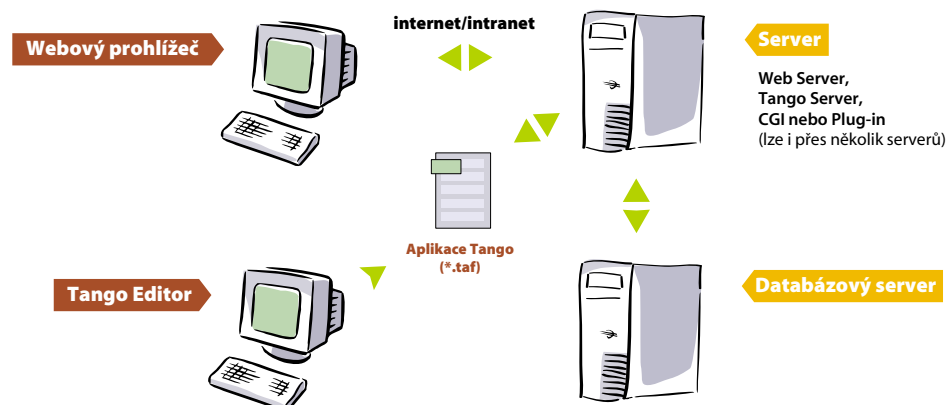 internet/intranet
Webový prohlížeč
Server
Web Server,
Tango Server,
CGI nebo Plug-in
(lze i přes několik serverů)
Aplikace Tango
(*.taf)
Tango Editor
Databázový server